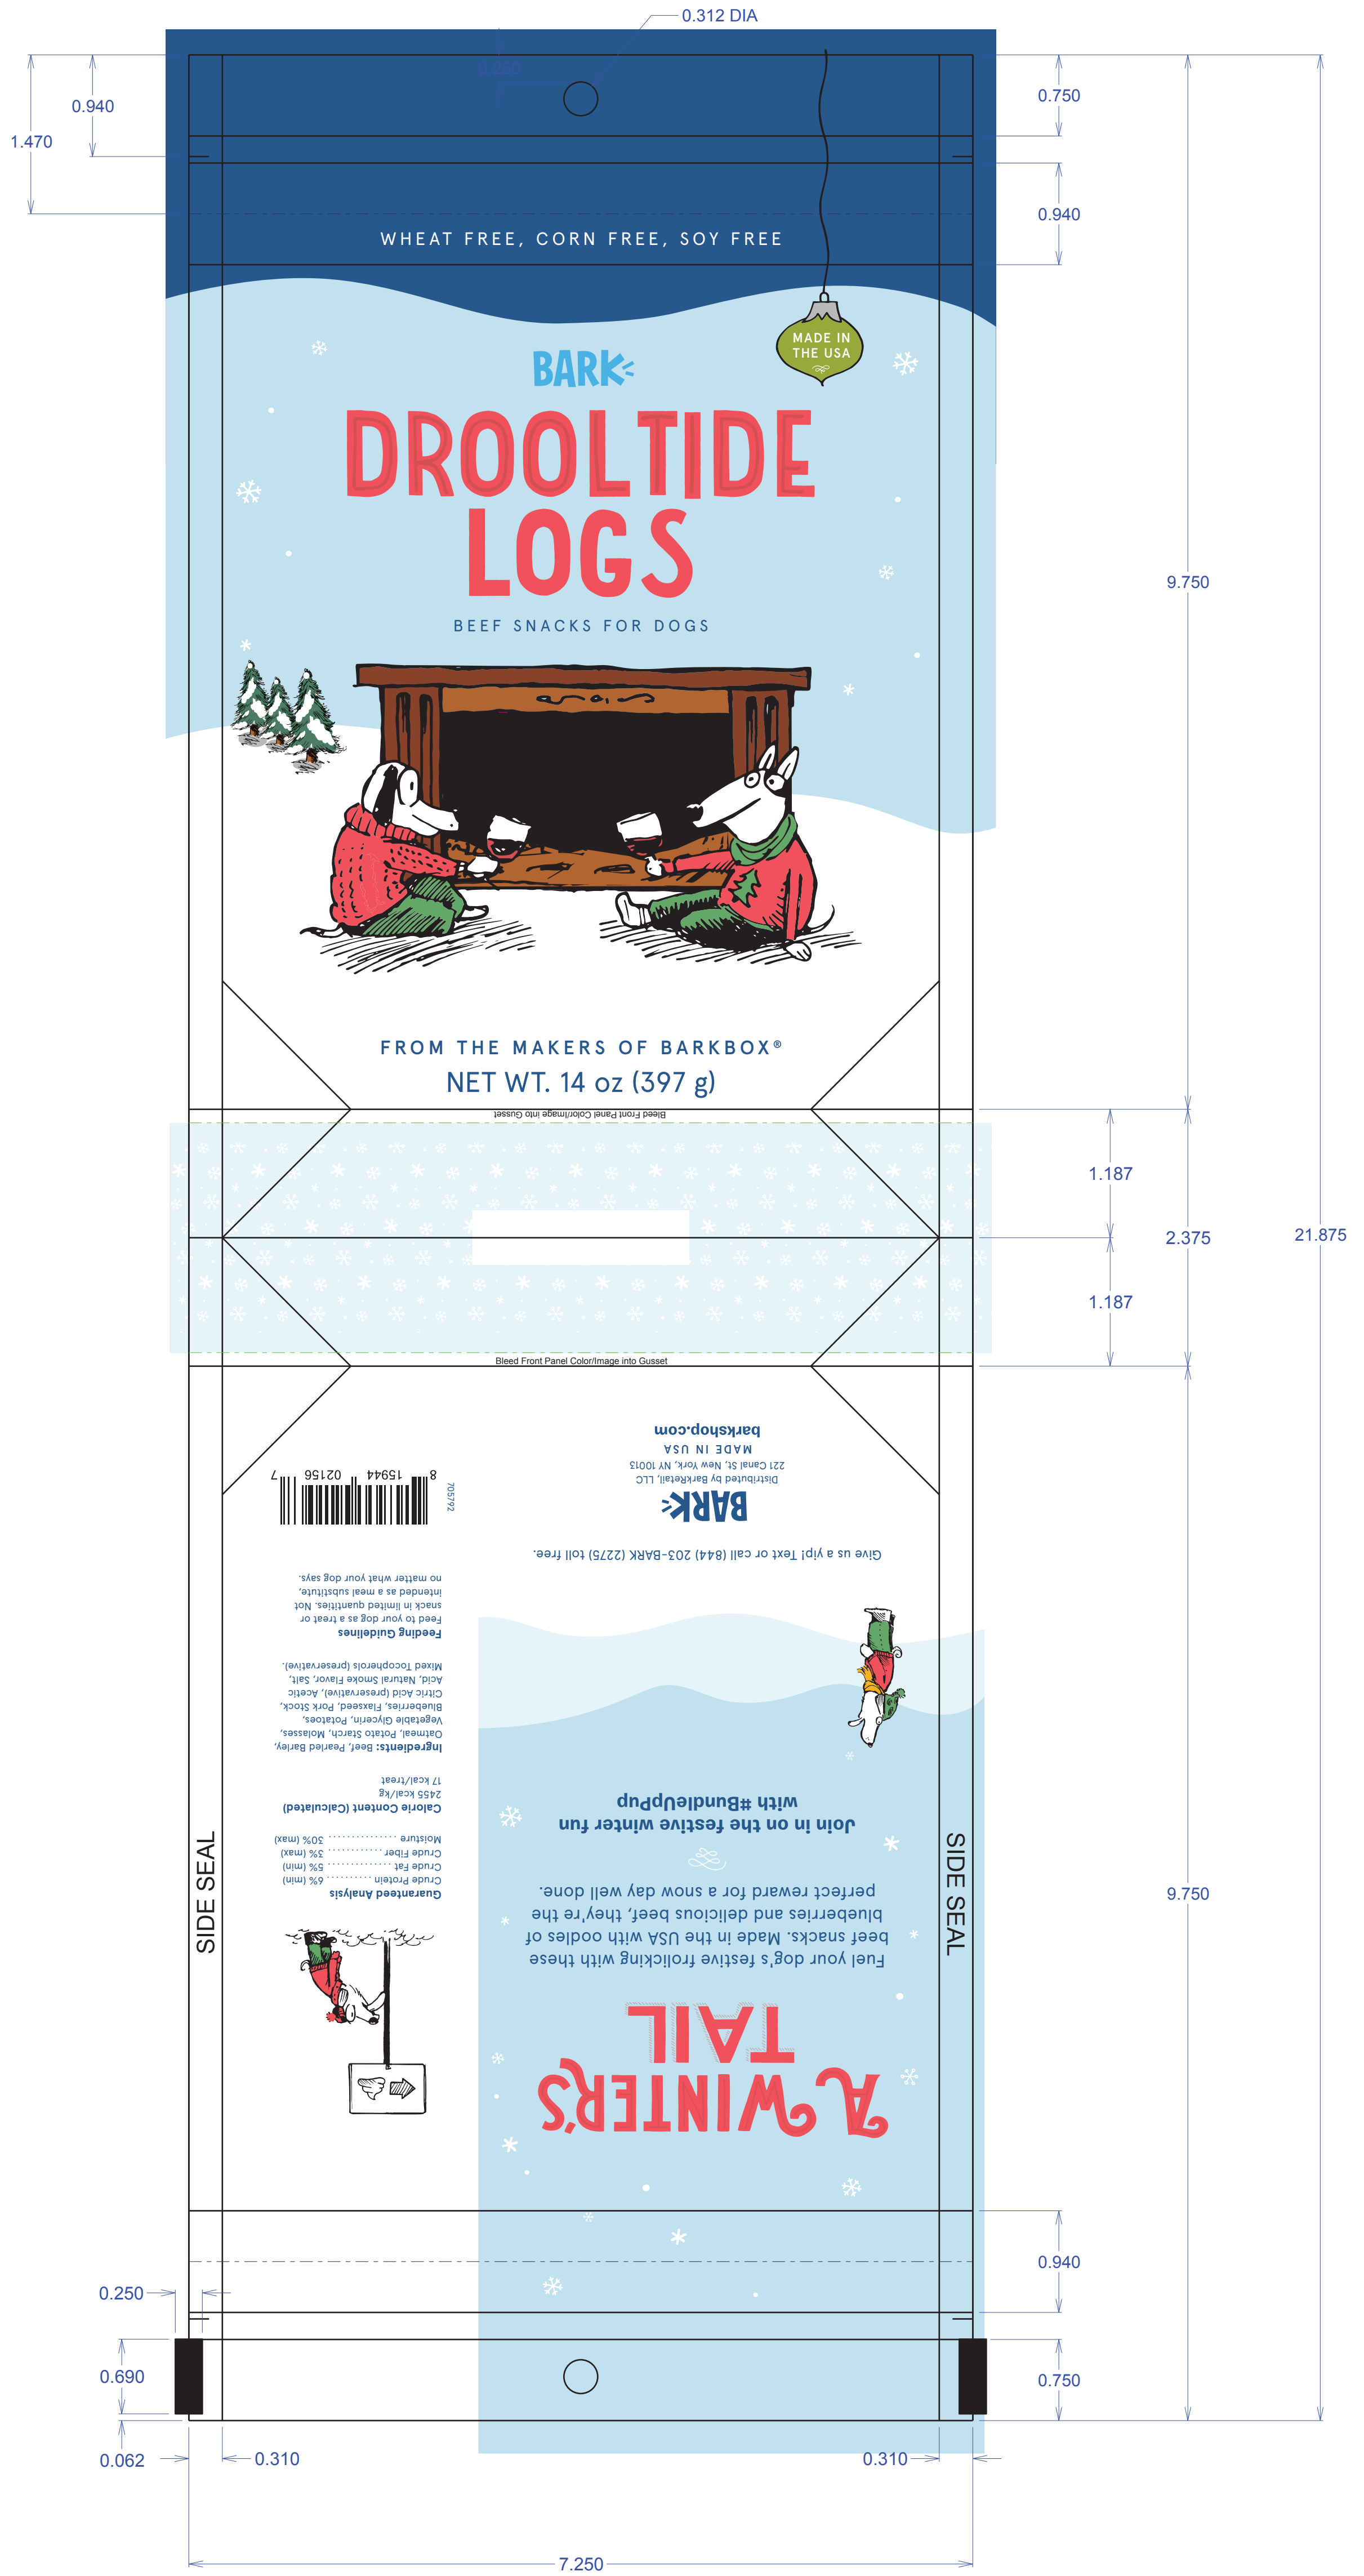 0.312 DIA
0.250
0.940
1.470
0.750
0.940
WHEAT FREE, CORN FREE, SOY FREE
MADE IN
THE USA
BARK
DROOLTIDE
LOGS
BEEF SNACKS FOR DOGS
9.750
FROM THE MAKERS OF BARKBOX®
NET WT. 14 oz (397 g)
Bleed Front Panel Color/Image into Gusset
1.187
2.375
21.875
1.187
Bleed Front Panel Color/Image into Gusset
A WINTER'S
TAIL
Fuel your dog's festive frolicking with these
beef snacks. Made in the USA with oodles of
blueberries and delicious beef, they're the
perfect reward for a snow day well done.
Join in on the festive winter fun
with #BundleUpPup
Give us a yip! Text or call (844) 203-BARK (2275) toll free.
BARK
Distributed by BarkRetail, LLC
221 Canal St, New York, NY 10013
MADE IN USA
barkshop.com
Guaranteed Analysis
Crude Protein .......... 6% (min)
Crude Fat .............. 5% (min)
Crude Fiber ............ 3% (max)
Moisture ............... 30% (max)
Calorie Content (Calculated)
2455 kcal/kg
17 kcal/treat
Ingredients: Beef, Pearled Barley,
Oatmeal, Potato Starch, Molasses,
Vegetable Glycerin, Potatoes,
Blueberries, Flaxseed, Pork Stock,
Citric Acid (preservative), Acetic
Acid, Natural Smoke Flavor, Salt,
Mixed Tocopherols (preservative).
Feeding Guidelines
Feed to your dog as a treat or
snack in limited quantities. Not
intended as a meal substitute,
no matter what your dog says.
705792
8 15944 02156 7
SIDE SEAL
SIDE SEAL
9.750
0.940
0.250
0.690
0.750
0.062
0.310
0.310
7.250